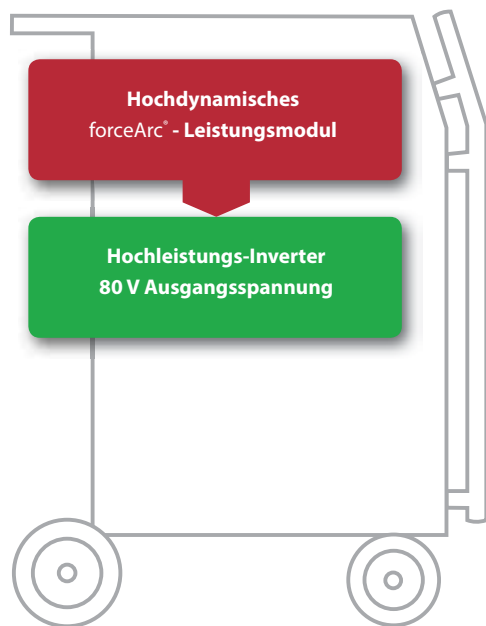 Hochdynamisches
forceArc® - Leistungsmodul
Hochleistungs-Inverter
80 V Ausgangsspannung